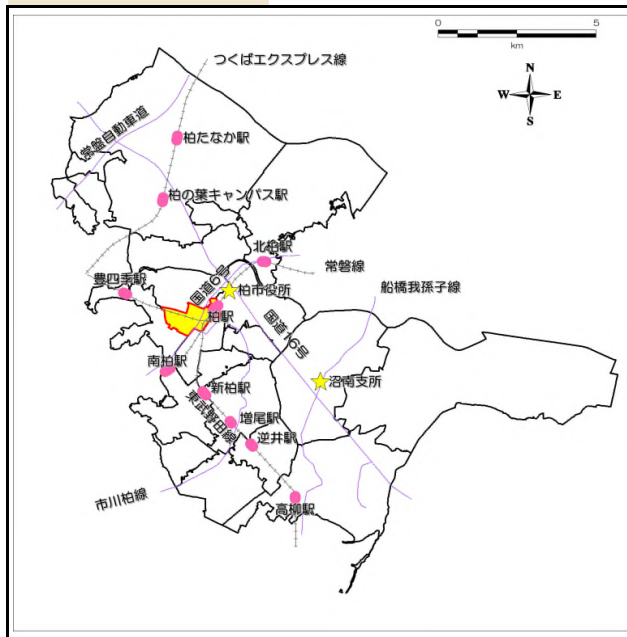 0
5
km
N
W
E
S
つくばエクスプレス線
常盤自動車道
柏たなか駅
柏の葉キャンパス駅
北柏駅
常磐線
国道6号
豊四季駅
柏市役所
船橋我孫子線
柏駅
国道16号
南柏駅
沼南支所
新柏駅
東武野田線
増尾駅
逆井駅
市川柏線
高柳駅